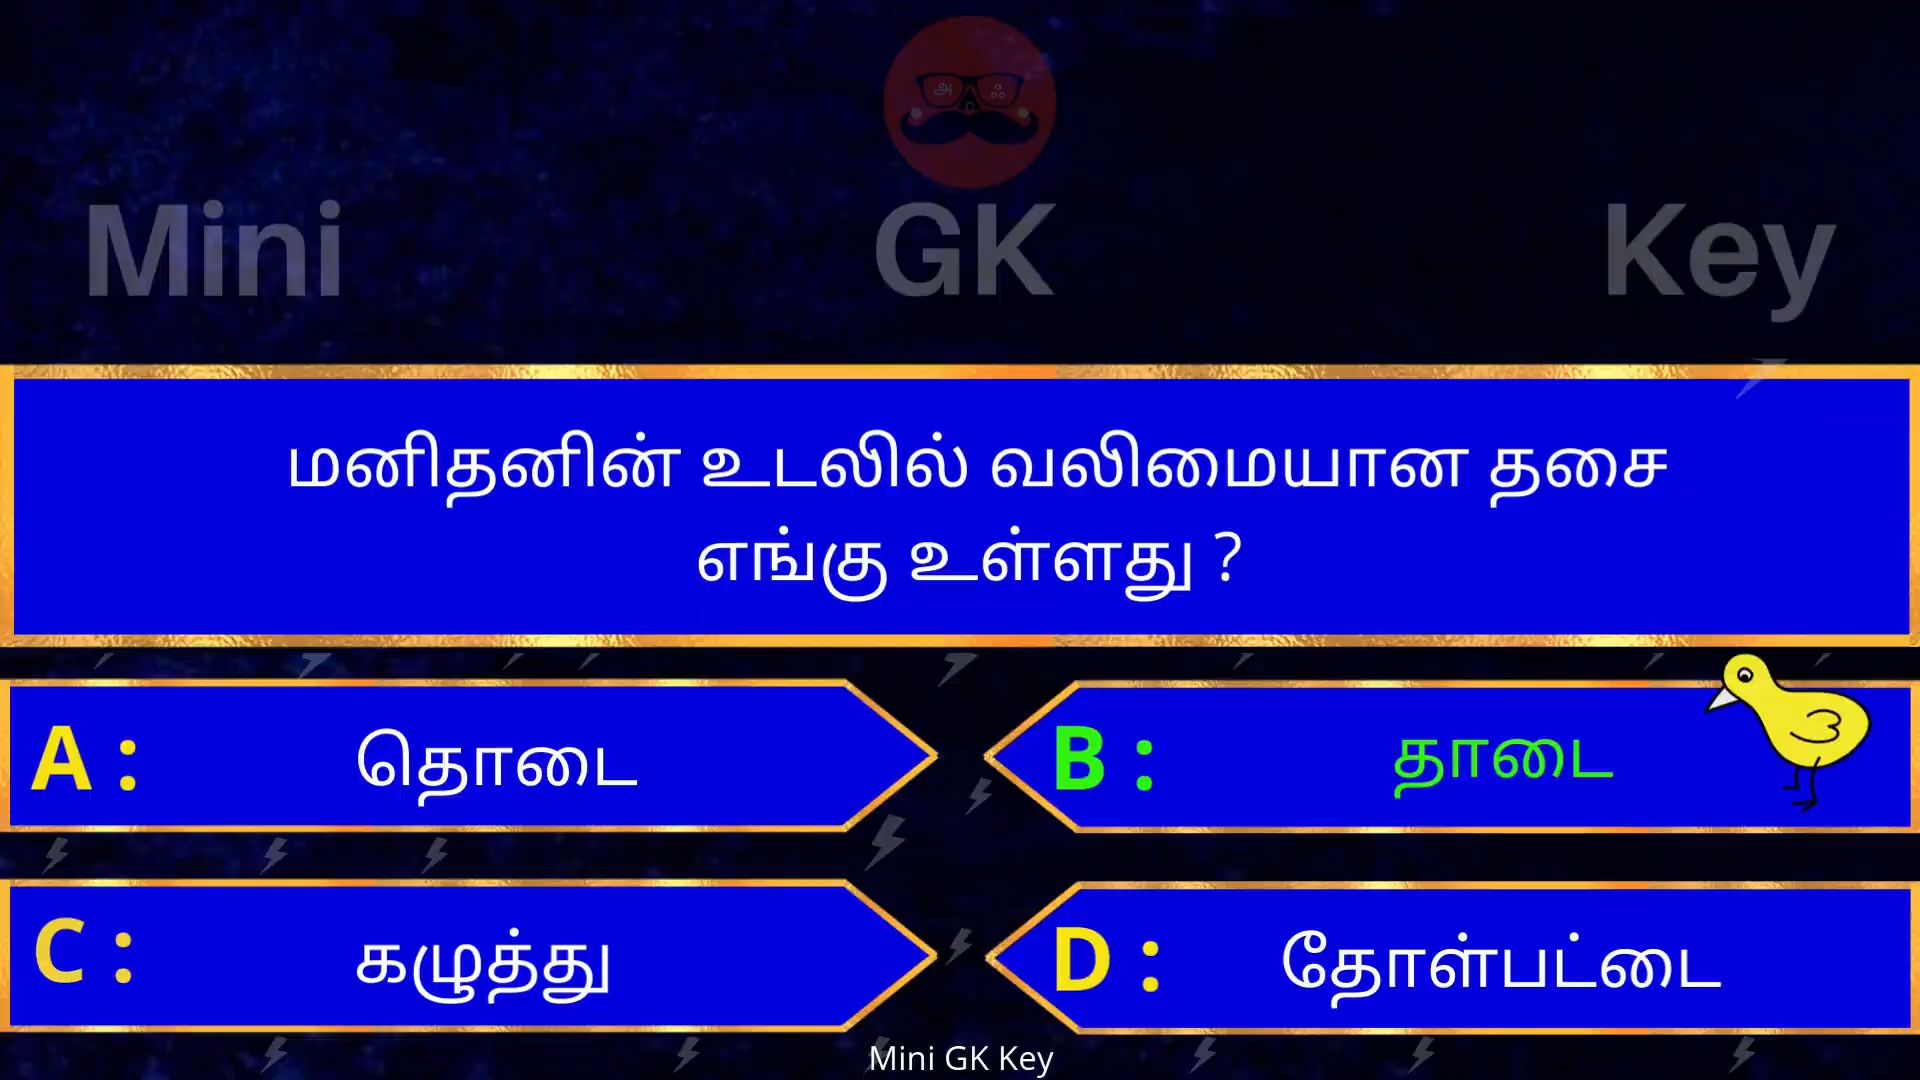 அ ஃ
Mini GK Key
மனிதனின் உடலில் வலிமையான தசை
எங்கு உள்ளது ?
A : தொடை
B : தாடை
C : கழுத்து
D : தோள்பட்டை
Mini GK Key